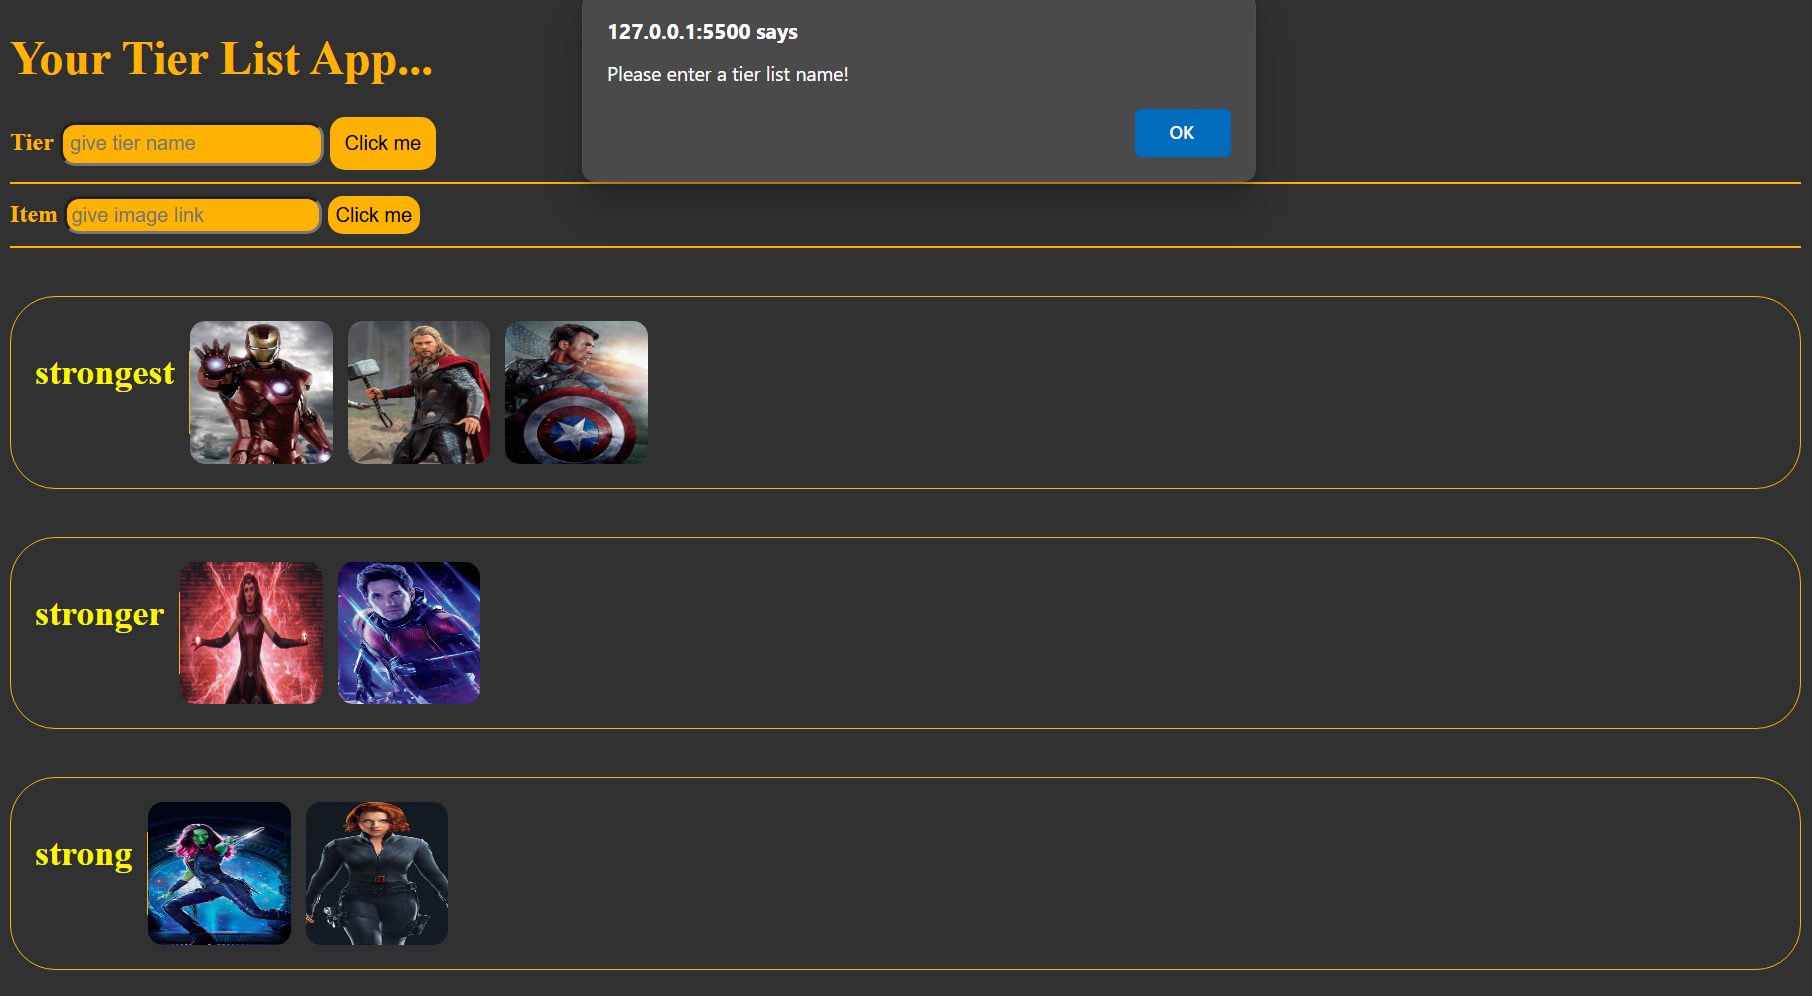 127.0.0.1:5500 says
Please enter a tier list name!
OK
Your Tier List App...
Tier give tier name Click me
Item give image link Click me
strongest
stronger
strong